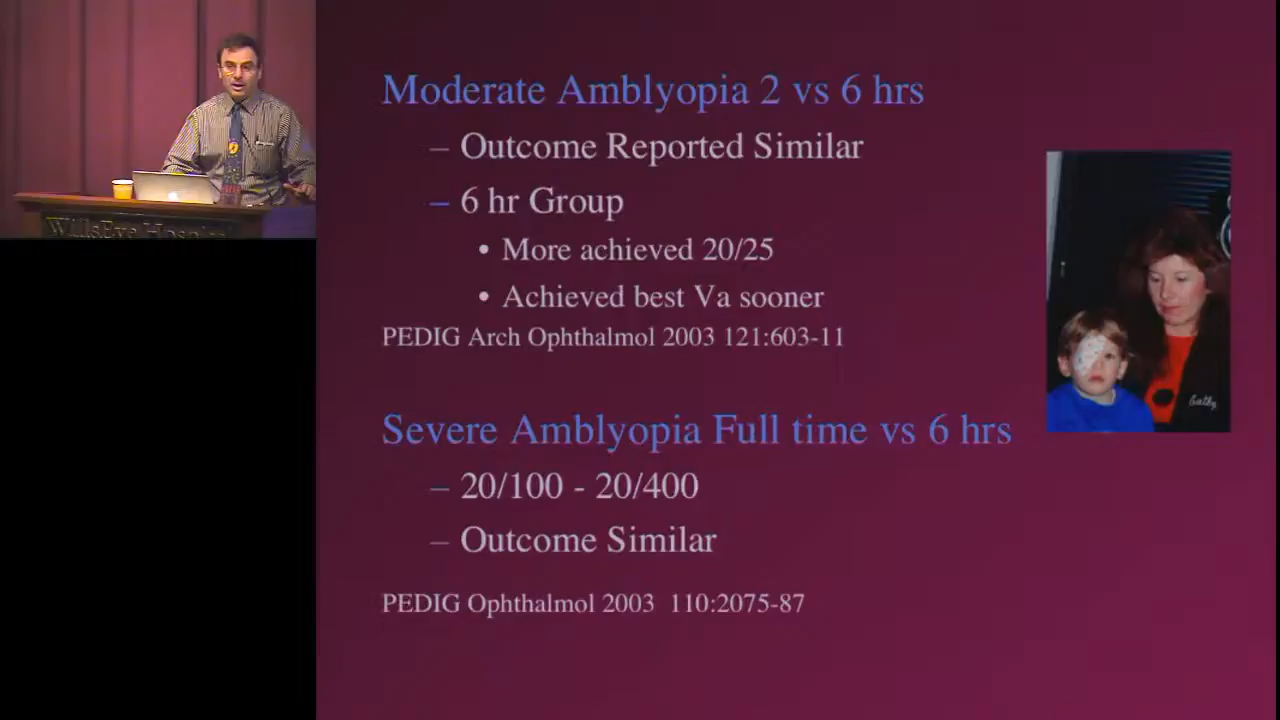 Moderate Amblyopia 2 vs 6 hrs
– Outcome Reported Similar
– 6 hr Group
• More achieved 20/25
• Achieved best Va sooner
PEDIG Arch Ophthalmol 2003 121:603-11
Severe Amblyopia Full time vs 6 hrs
– 20/100 - 20/400
– Outcome Similar
PEDIG Ophthalmol 2003 110:2075-87
WillsEye Hospital